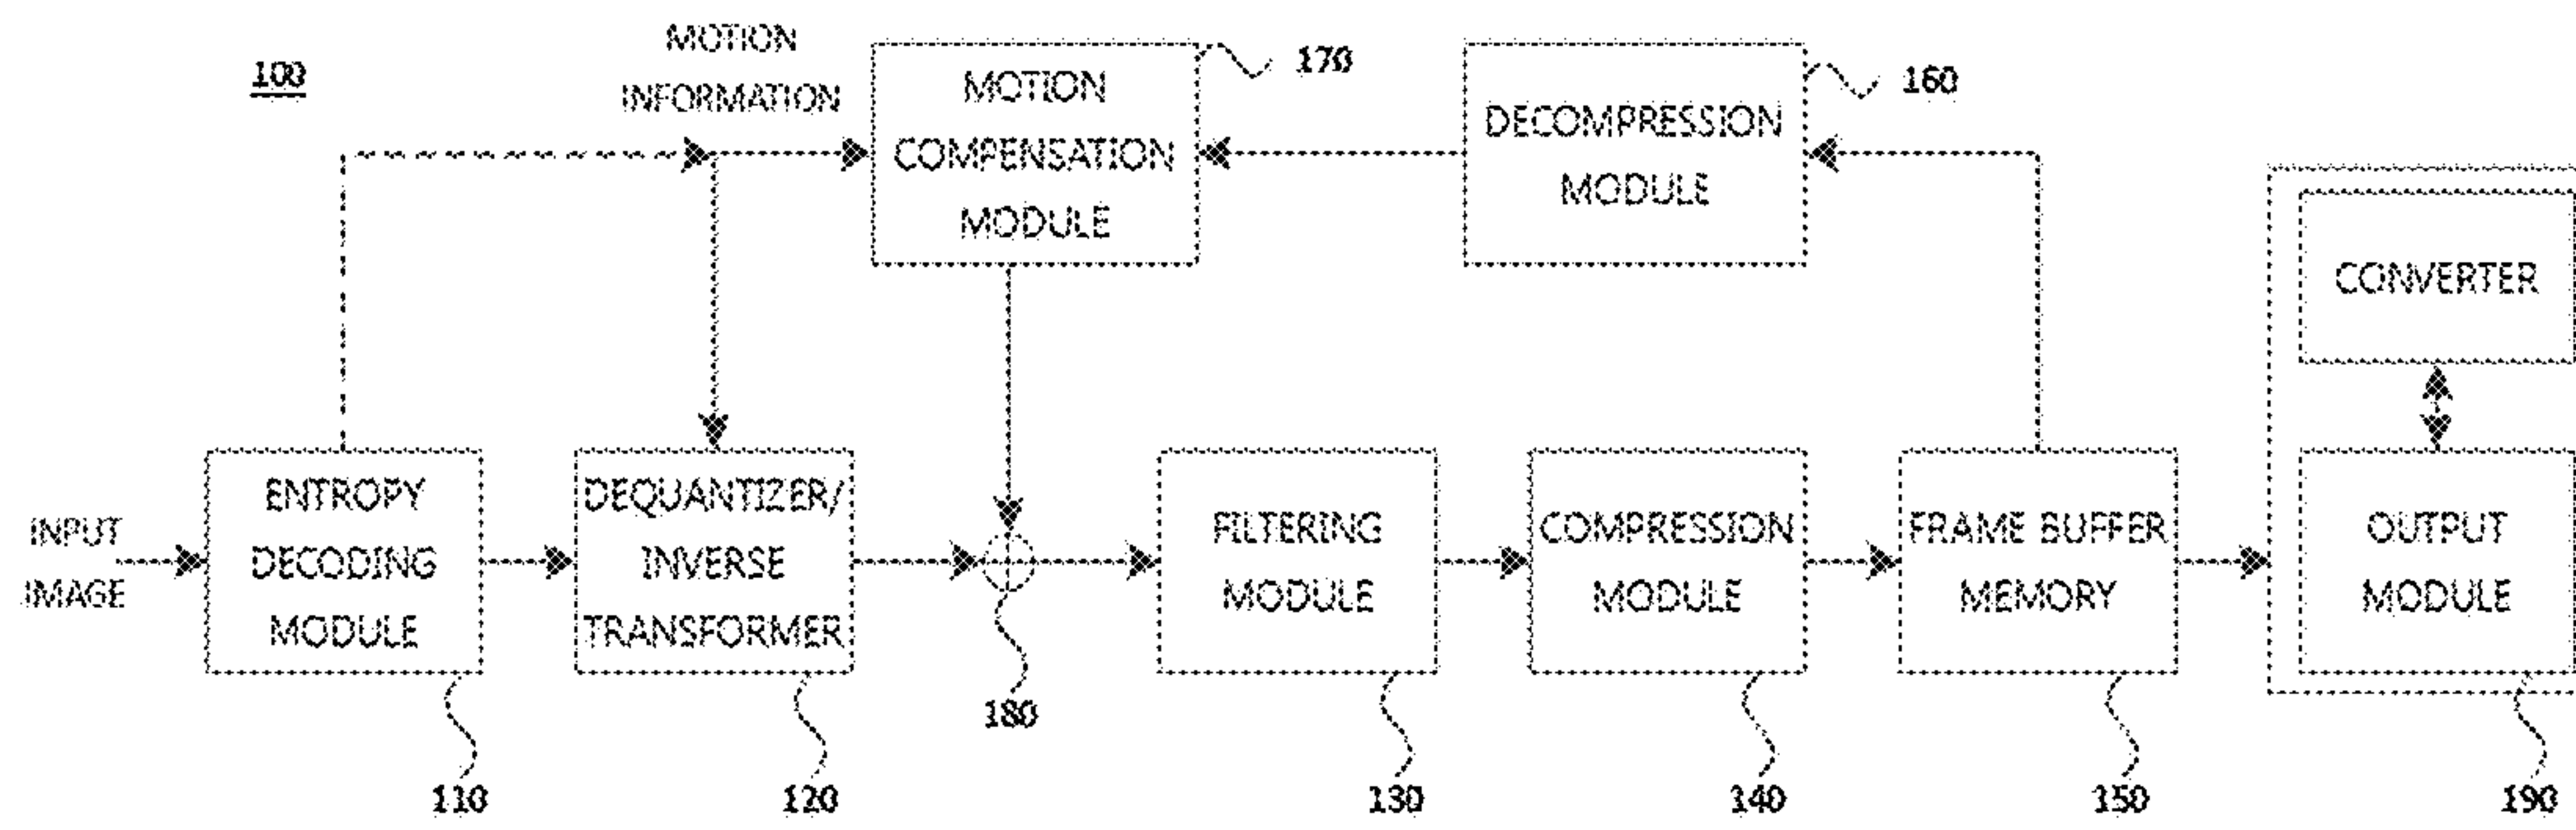 100
MOTION
INFORMATION
MOTION
COMPENSATION
MODULE
170
DECOMPRESSION
MODULE
160
CONVERTER
INPUT
IMAGE
ENTROPY
DECODING
MODULE
DEQUANTIZER/
INVERSE
TRANSFORMER
FILTERING
MODULE
COMPRESSION
MODULE
FRAME BUFFER
MEMORY
OUTPUT
MODULE
180
110
120
130
140
150
190